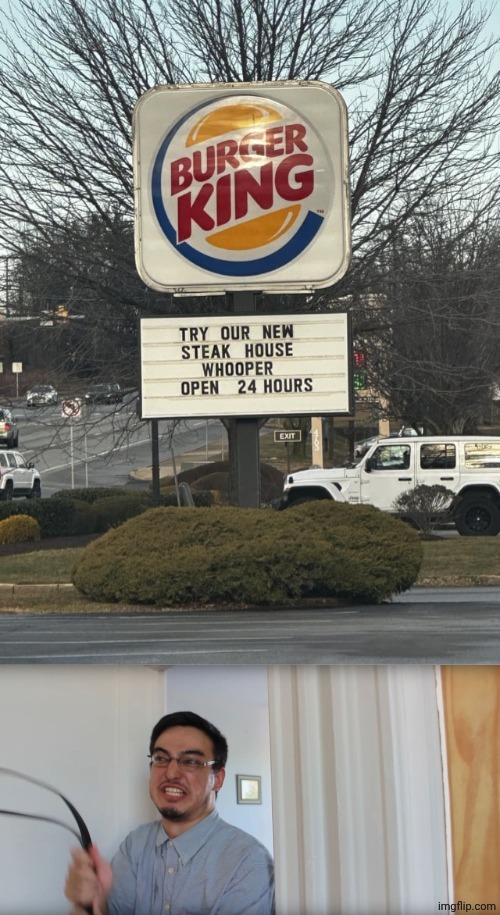 BURGER
KING
TRY OUR NEW
STEAK HOUSE
WHOOPER
OPEN 24 HOURS
EXIT
imgflip.com